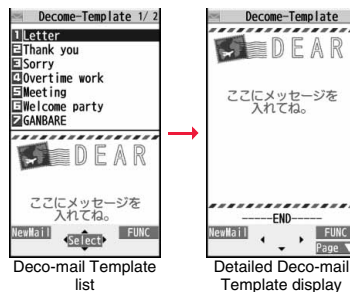 Decome-Template 1/2
1 Letter
2 Thank you
3 Sorry
4 Overtime work
5 Meeting
6 Welcome party
7 GANBARE
DEAR
ここにメッセージを
入れてね。
NewMail Select FUNC
Deco-mail Template
list
Decome-Template
DEAR
ここにメッセージを
入れてね。
-----END-----
NewMail FUNC
Page
Detailed Deco-mail
Template display